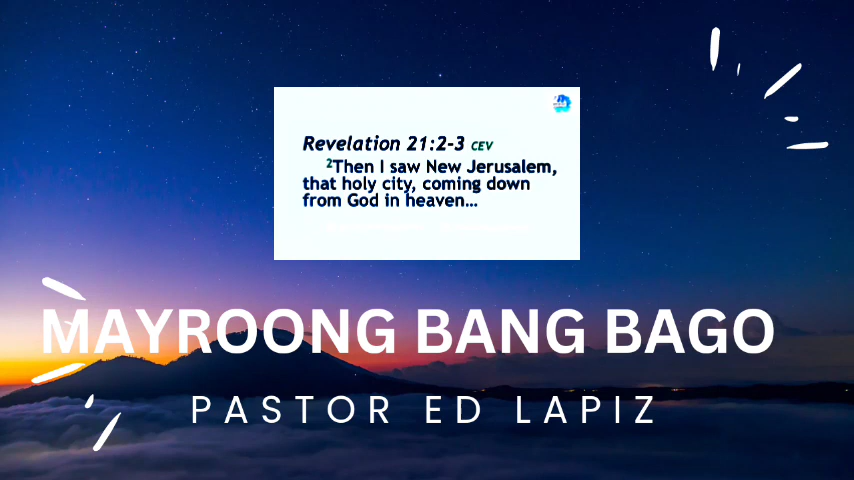 Revelation 21:2-3 CEV
²Then I saw New Jerusalem,
that holy city, coming down
from God in heaven...
MAYROONG BANG BAGO
PASTOR ED LAPIZ